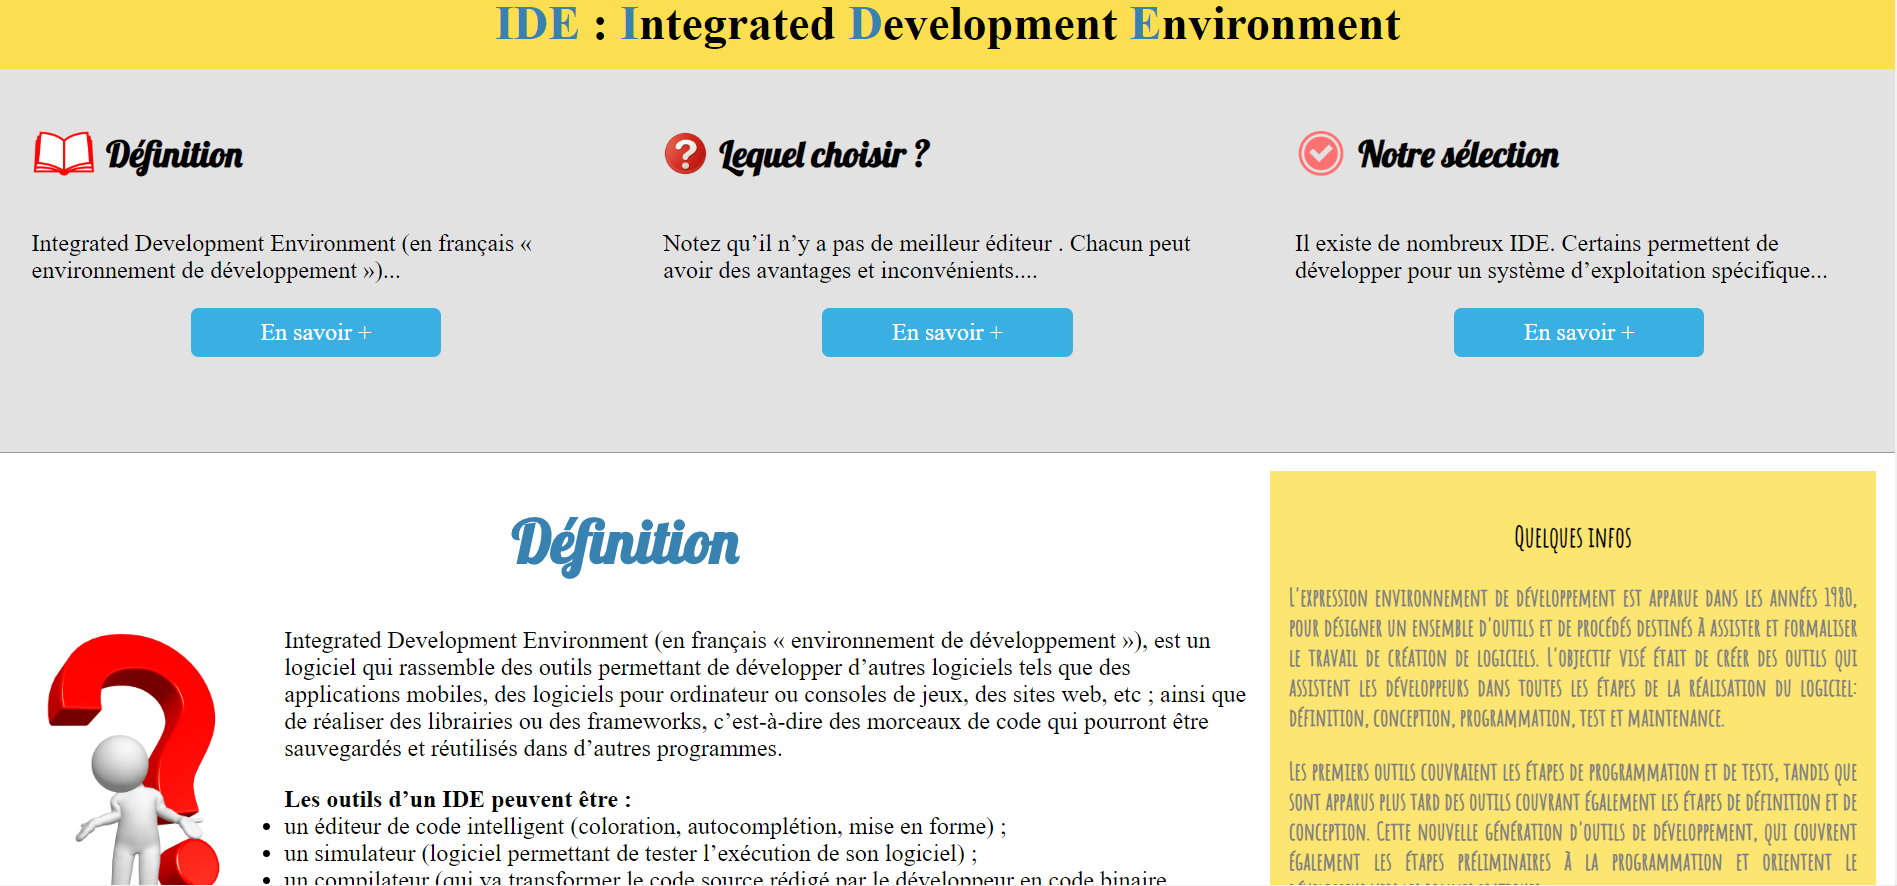 IDE : Integrated Development Environment
Définition
Integrated Development Environment (en français «
environnement de développement »)...
En savoir +
Lequel choisir ?
Notez qu’il n’y a pas de meilleur éditeur . Chacun peut
avoir des avantages et inconvénients....
En savoir +
Notre sélection
Il existe de nombreux IDE. Certains permettent de
développer pour un système d’exploitation spécifique...
En savoir +
Définition
Integrated Development Environment (en français « environnement de développement »), est un
logiciel qui rassemble des outils permettant de développer d’autres logiciels tels que des
applications mobiles, des logiciels pour ordinateur ou consoles de jeux, des sites web, etc ; ainsi que
de réaliser des librairies ou des frameworks, c’est-à-dire des morceaux de code qui pourront être
sauvegardés et réutilisés dans d’autres programmes.
Les outils d’un IDE peuvent être :
un éditeur de code intelligent (coloration, autocomplétion, mise en forme) ;
un simulateur (logiciel permettant de tester l’exécution de son logiciel) ;
un compilateur (qui va transformer le code source rédigé par le développeur en code binaire
Quelques infos
L'expression environnement de développement est apparue dans les années 1980,
pour désigner un ensemble d'outils et de procédés destinés à assister et formaliser
le travail de création de logiciels. L'objectif visé était de créer des outils qui
assistent les développeurs dans toutes les étapes de la réalisation du logiciel:
définition, conception, programmation, test et maintenance.
Les premiers outils couvraient les étapes de programmation et de tests, tandis que
sont apparus plus tard des outils couvrant également les étapes de définition et de
conception. Cette nouvelle génération d'outils de développement, qui couvrent
également les étapes préliminaires à la programmation et orientent le